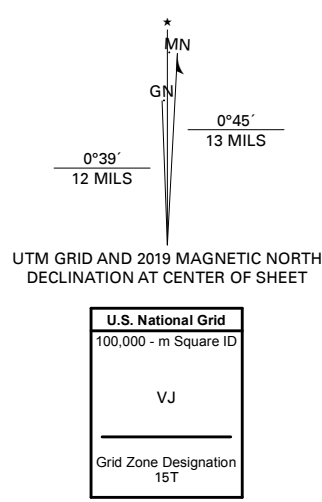 ★
MN
GN
0°45´
13 MILS
0°39´
12 MILS
UTM GRID AND 2019 MAGNETIC NORTH
DECLINATION AT CENTER OF SHEET
U.S. National Grid
100,000 - m Square ID
VJ
Grid Zone Designation
15T